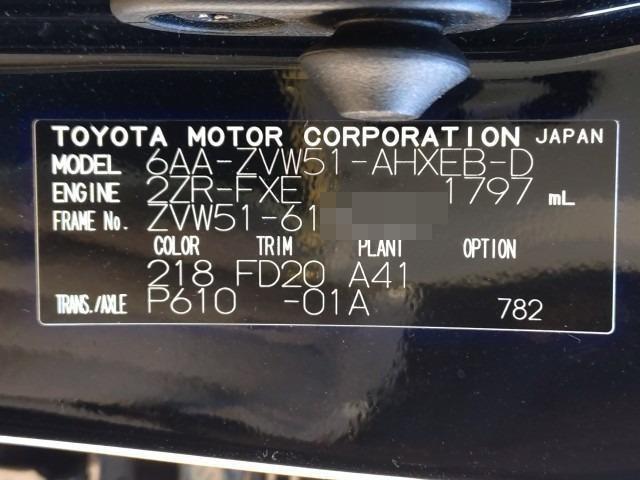 TOYOTA MOTOR CORPORATION JAPAN
MODEL 6AA-ZVW51-AHXEB-D
ENGINE 2ZR-FXE 1797 mL
FRAME No. ZVW51-61
COLOR TRIM PLANT OPTION
218 FD20 A41
TRANS./AXLE P610 -01A 782